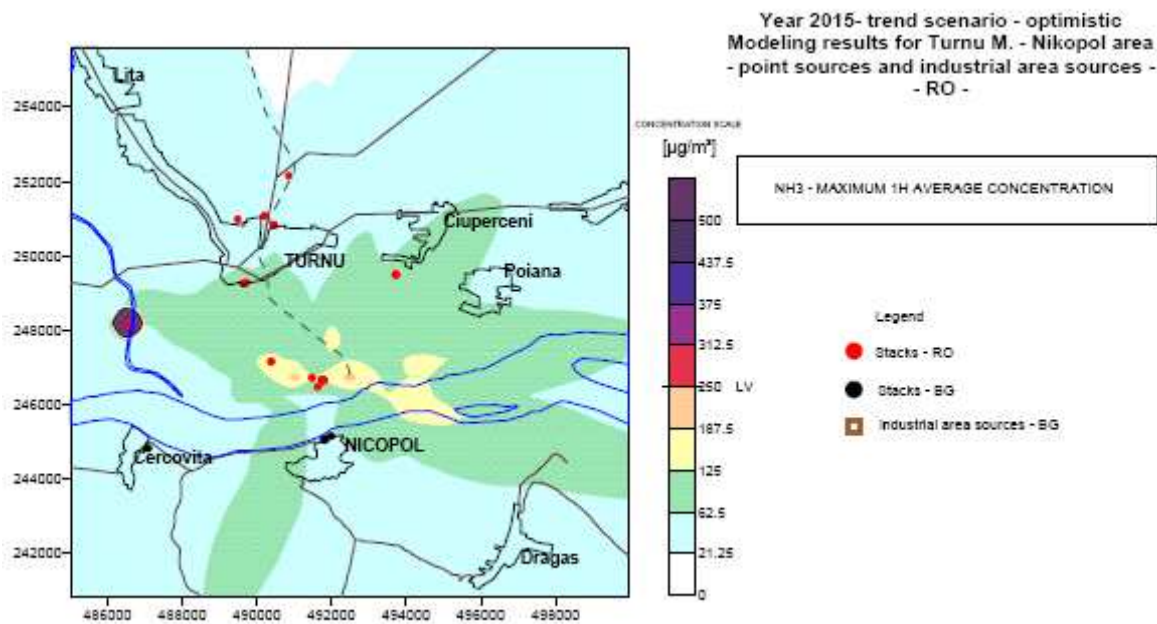 Year 2015- trend scenario - optimistic
Modeling results for Turnu M. - Nikopol area
- point sources and industrial area sources -
- RO -
CONCENTRATION SCALE
[µg/m³]
NH3 - MAXIMUM 1H AVERAGE CONCENTRATION
500
437.5
375
312.5
250 LV
187.5
125
62.5
21,25
0
Legend
Stacks - RO
Stacks - BG
Industrial area sources - BG
254000
252000
250000
248000
246000
244000
242000
486000 488000 490000 492000 494000 496000 498000
Lita
Ciuperceni
TURNU
Poiana
NICOPOL
Cercovita
Dragas